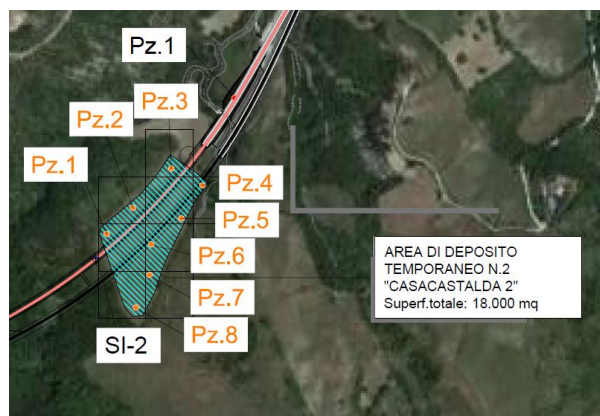 Pz.1
Pz.3
Pz.2
Pz.1
Pz.4
Pz.5
Pz.6
Pz.7
Pz.8
SI-2
AREA DI DEPOSITO
TEMPORANEO N.2
"CASACASTALDA 2"
Superf.totale: 18.000 mq